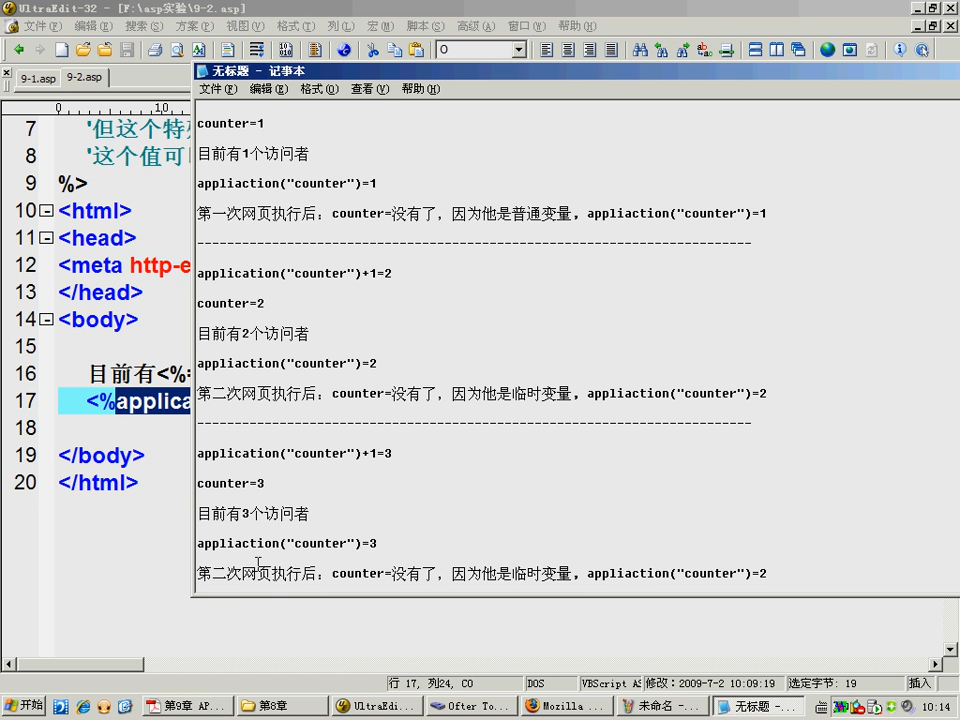 UltraEdit-32 - [F:\asp实验\9-2.asp]
文件(F) 编辑(E) 搜索(S) 方案(P) 视图(V) 格式(T) 列(L) 宏(M) 脚本(S) 高级(A) 窗口(W) 帮助(H)
O
9-1.asp 9-2.asp
无标题 - 记事本
文件(F) 编辑(E) 格式(O) 查看(V) 帮助(H)
0 10
7 '但这个特
8 '这个值可
9 %>
10 <html>
11 <head>
12 <meta http-e
13 </head>
14 <body>
15
16 目前有<%=
17 <%applica
18
19 </body>
20 </html>
counter=1
目前有1个访问者
appliaction("counter")=1
第一次网页执行后：counter=没有了，因为他是普通变量，appliaction("counter")=1
--------------------------------------------------------------------------
application("counter")+1=2
counter=2
目前有2个访问者
appliaction("counter")=2
第二次网页执行后：counter=没有了，因为他是临时变量，appliaction("counter")=2
--------------------------------------------------------------------------
application("counter")+1=3
counter=3
目前有3个访问者
appliaction("counter")=3
第二次网页执行后：counter=没有了，因为他是临时变量，appliaction("counter")=2
行 17, 列24, C0 DOS VBScript AS 修改：2009-7-2 10:09:19 选定字节：19 插入
开始 第9章 AP... 第8章 UltraEdi... Ofter To... Mozilla ... 未命名 -... 无标题 -... 10:14